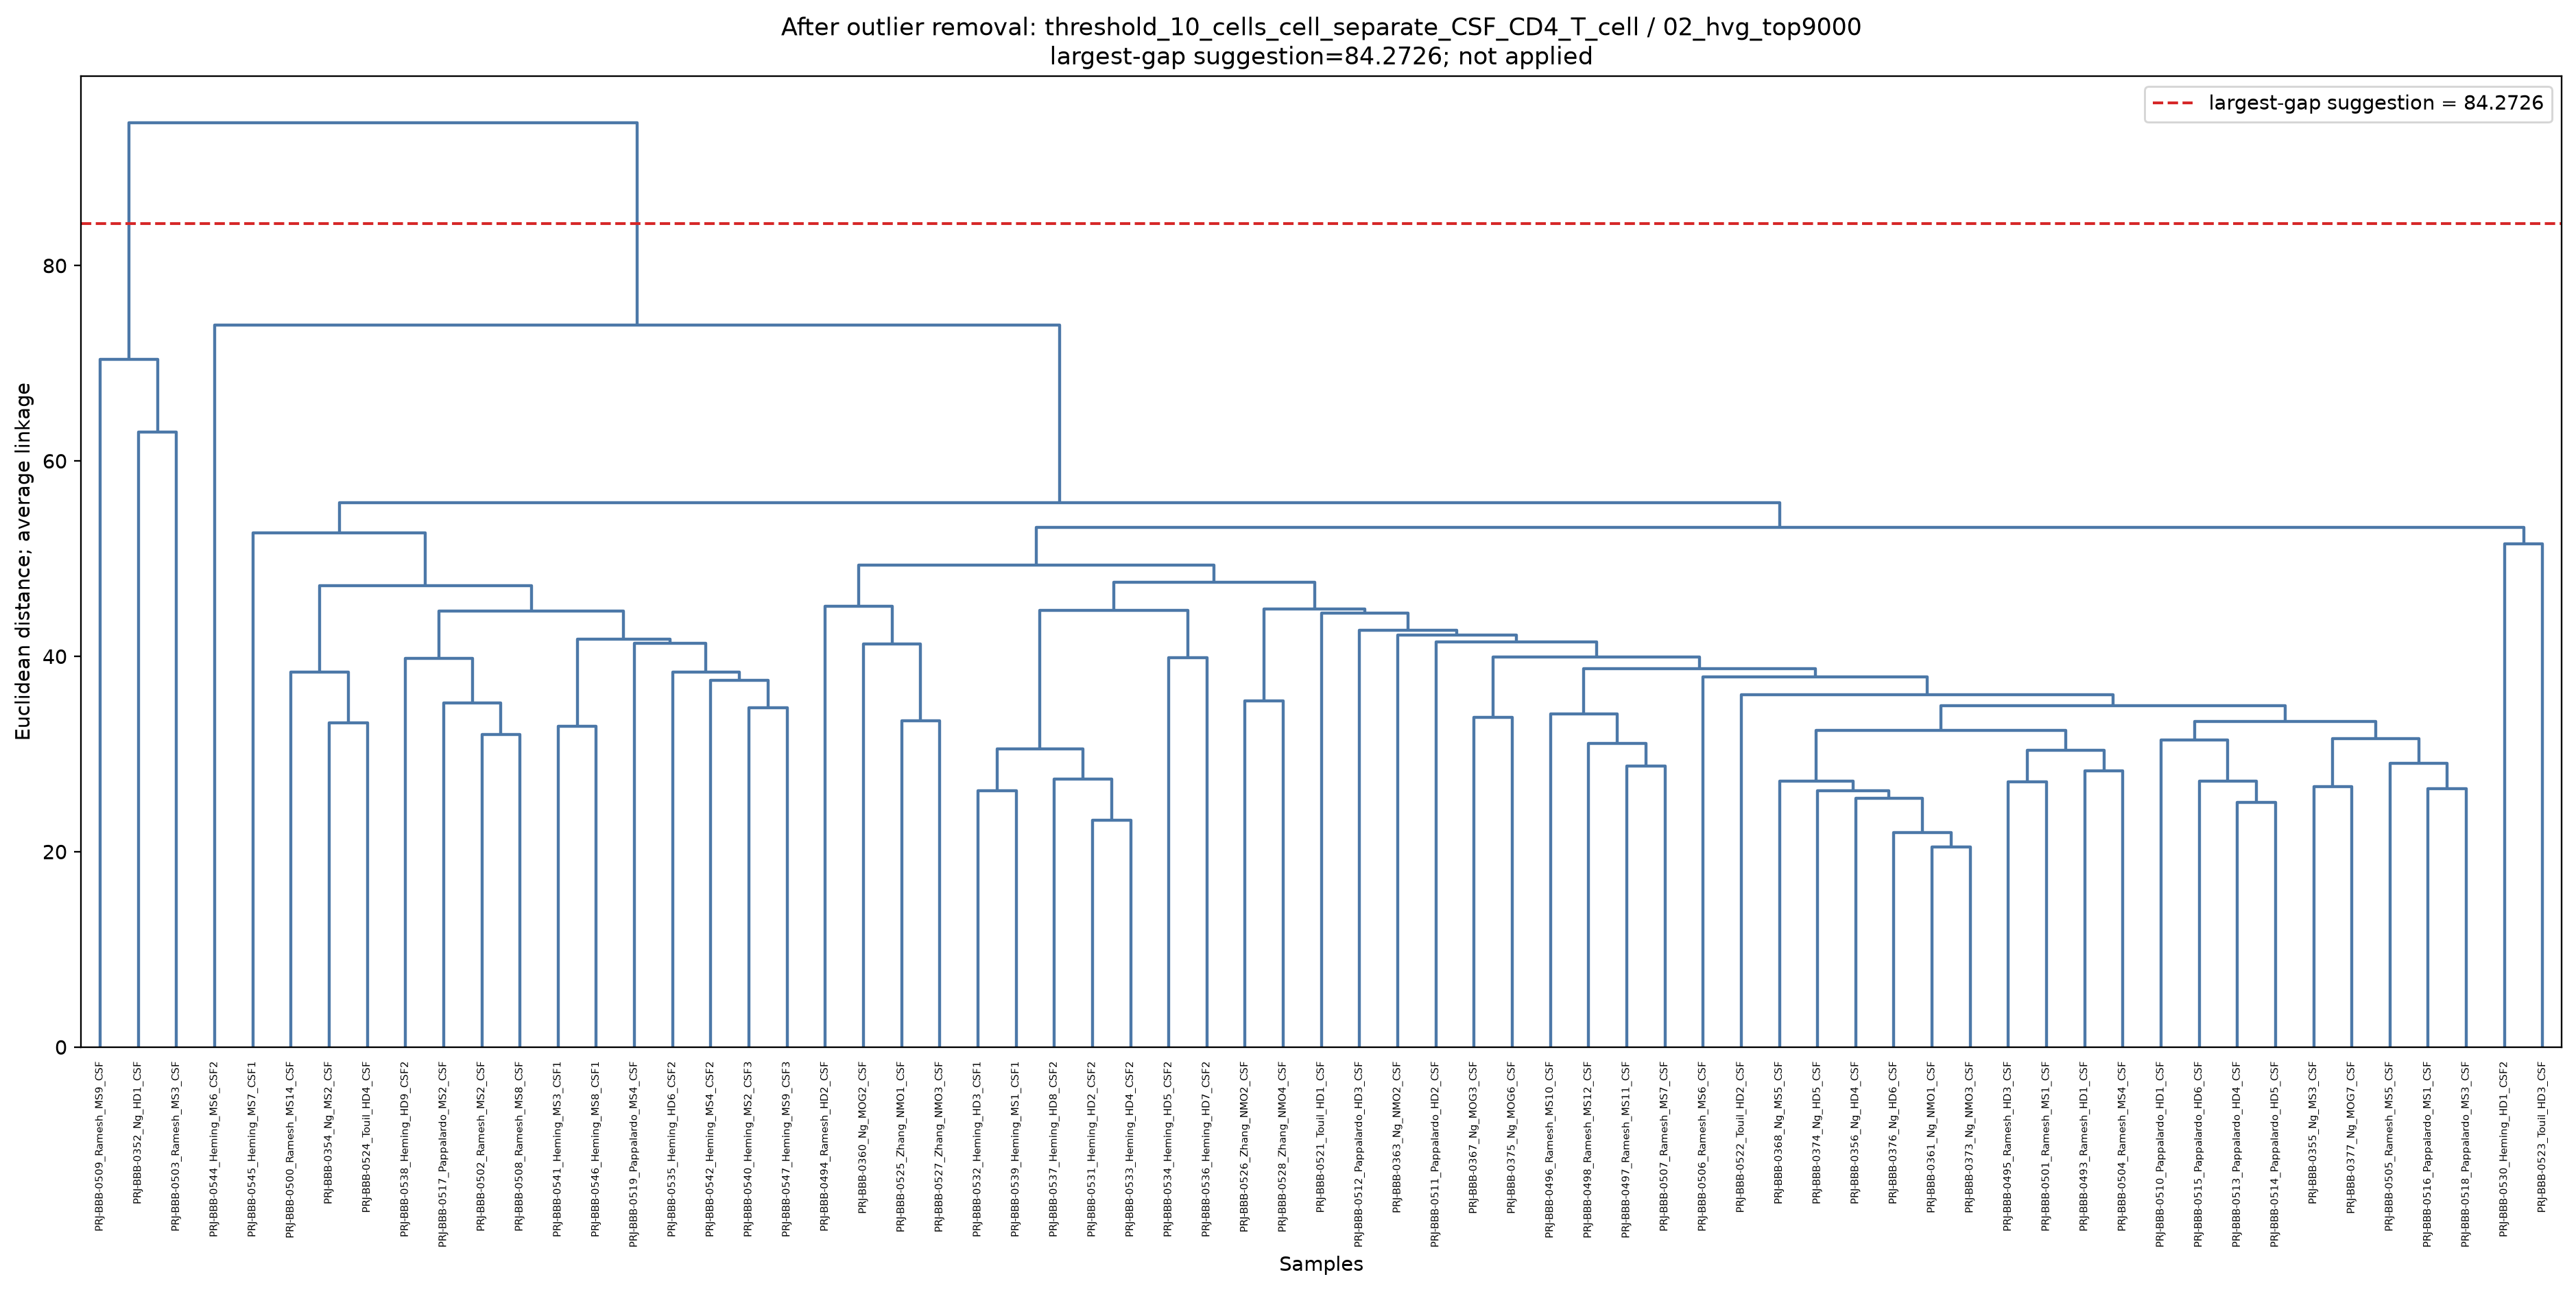 After outlier removal: threshold_10_cells_cell_separate_CSF_CD4_T_cell / 02_hvg_top9000
largest-gap suggestion=84.2726; not applied
largest-gap suggestion = 84.2726
Euclidean distance; average linkage
80
60
40
20
0
PRJ-BBB-0509_Ramesh_MS9_CSF
PRJ-BBB-0352_Ng_HD1_CSF
PRJ-BBB-0503_Ramesh_MS3_CSF
PRJ-BBB-0544_Heming_MS6_CSF2
PRJ-BBB-0545_Heming_MS7_CSF1
PRJ-BBB-0500_Ramesh_MS14_CSF
PRJ-BBB-0354_Ng_MS2_CSF
PRJ-BBB-0524_Touil_HD4_CSF
PRJ-BBB-0538_Heming_HD9_CSF2
PRJ-BBB-0517_Pappalardo_MS2_CSF
PRJ-BBB-0502_Ramesh_MS2_CSF
PRJ-BBB-0508_Ramesh_MS8_CSF
PRJ-BBB-0541_Heming_MS3_CSF1
PRJ-BBB-0546_Heming_MS8_CSF1
PRJ-BBB-0519_Pappalardo_MS4_CSF
PRJ-BBB-0535_Heming_HD6_CSF2
PRJ-BBB-0542_Heming_MS4_CSF2
PRJ-BBB-0540_Heming_MS2_CSF3
PRJ-BBB-0547_Heming_MS9_CSF3
PRJ-BBB-0494_Ramesh_HD2_CSF
PRJ-BBB-0360_Ng_MOG2_CSF
PRJ-BBB-0525_Zhang_NMO1_CSF
PRJ-BBB-0527_Zhang_NMO3_CSF
PRJ-BBB-0532_Heming_HD3_CSF1
PRJ-BBB-0539_Heming_MS1_CSF1
PRJ-BBB-0537_Heming_HD8_CSF2
PRJ-BBB-0531_Heming_HD2_CSF2
PRJ-BBB-0533_Heming_HD4_CSF2
PRJ-BBB-0534_Heming_HD5_CSF2
PRJ-BBB-0536_Heming_HD7_CSF2
PRJ-BBB-0526_Zhang_NMO2_CSF
PRJ-BBB-0528_Zhang_NMO4_CSF
PRJ-BBB-0521_Touil_HD1_CSF
PRJ-BBB-0512_Pappalardo_HD3_CSF
PRJ-BBB-0363_Ng_NMO2_CSF
PRJ-BBB-0511_Pappalardo_HD2_CSF
PRJ-BBB-0367_Ng_MOG3_CSF
PRJ-BBB-0375_Ng_MOG6_CSF
PRJ-BBB-0496_Ramesh_MS10_CSF
PRJ-BBB-0498_Ramesh_MS12_CSF
PRJ-BBB-0497_Ramesh_MS11_CSF
PRJ-BBB-0507_Ramesh_MS7_CSF
PRJ-BBB-0506_Ramesh_MS6_CSF
PRJ-BBB-0522_Touil_HD2_CSF
PRJ-BBB-0368_Ng_MS5_CSF
PRJ-BBB-0374_Ng_HD5_CSF
PRJ-BBB-0356_Ng_HD4_CSF
PRJ-BBB-0376_Ng_HD6_CSF
PRJ-BBB-0361_Ng_NMO1_CSF
PRJ-BBB-0373_Ng_NMO3_CSF
PRJ-BBB-0495_Ramesh_HD3_CSF
PRJ-BBB-0501_Ramesh_MS1_CSF
PRJ-BBB-0493_Ramesh_HD1_CSF
PRJ-BBB-0504_Ramesh_MS4_CSF
PRJ-BBB-0510_Pappalardo_HD1_CSF
PRJ-BBB-0515_Pappalardo_HD6_CSF
PRJ-BBB-0513_Pappalardo_HD4_CSF
PRJ-BBB-0514_Pappalardo_HD5_CSF
PRJ-BBB-0355_Ng_MS3_CSF
PRJ-BBB-0377_Ng_MOG7_CSF
PRJ-BBB-0505_Ramesh_MS5_CSF
PRJ-BBB-0516_Pappalardo_MS1_CSF
PRJ-BBB-0518_Pappalardo_MS3_CSF
PRJ-BBB-0530_Heming_HD1_CSF2
PRJ-BBB-0523_Touil_HD3_CSF
Samples